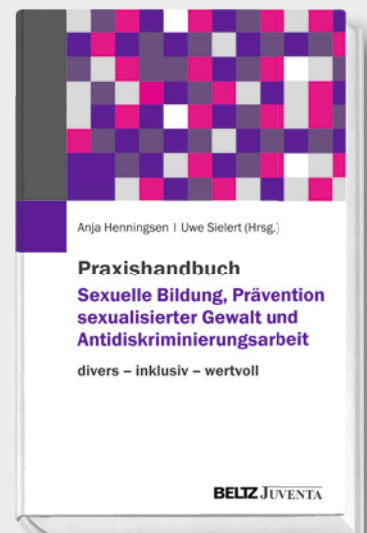 Anja Henningsen I Uwe Sielert (Hrsg.)
Praxishandbuch
Sexuelle Bildung, Prävention
sexualisierter Gewalt und
Antidiskriminierungsarbeit
divers – inklusiv – wertvoll
BELTZ JUVENTA